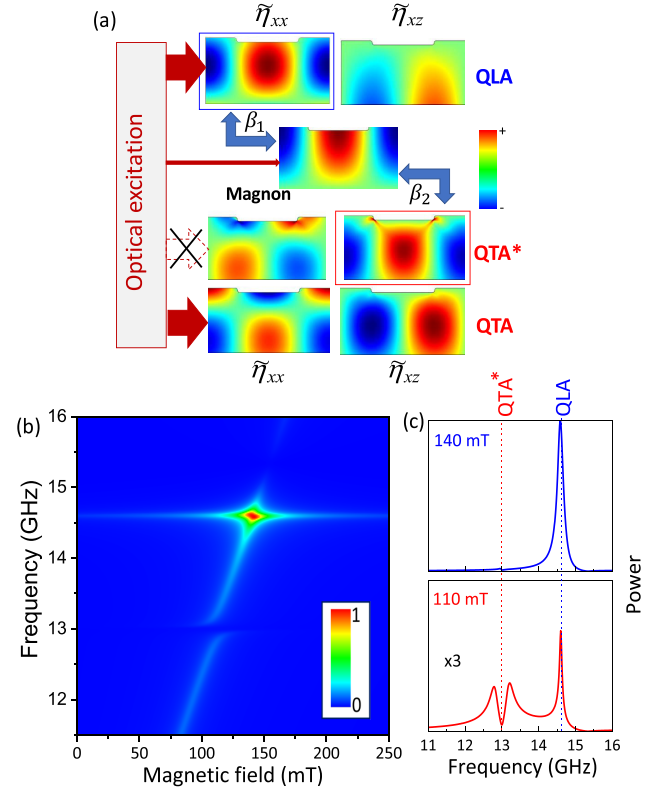 (a)
η̃xx
η̃xz
Optical excitation
QLA
β1
+
-
β2
Magnon
QTA*
QTA
η̃xx
η̃xz
(b)
Frequency (GHz)
16
15
14
13
12
0
50
100
150
200
250
Magnetic field (mT)
1
0
(c)
QTA*
QLA
140 mT
110 mT
x3
Power
11
12
13
14
15
16
Frequency (GHz)